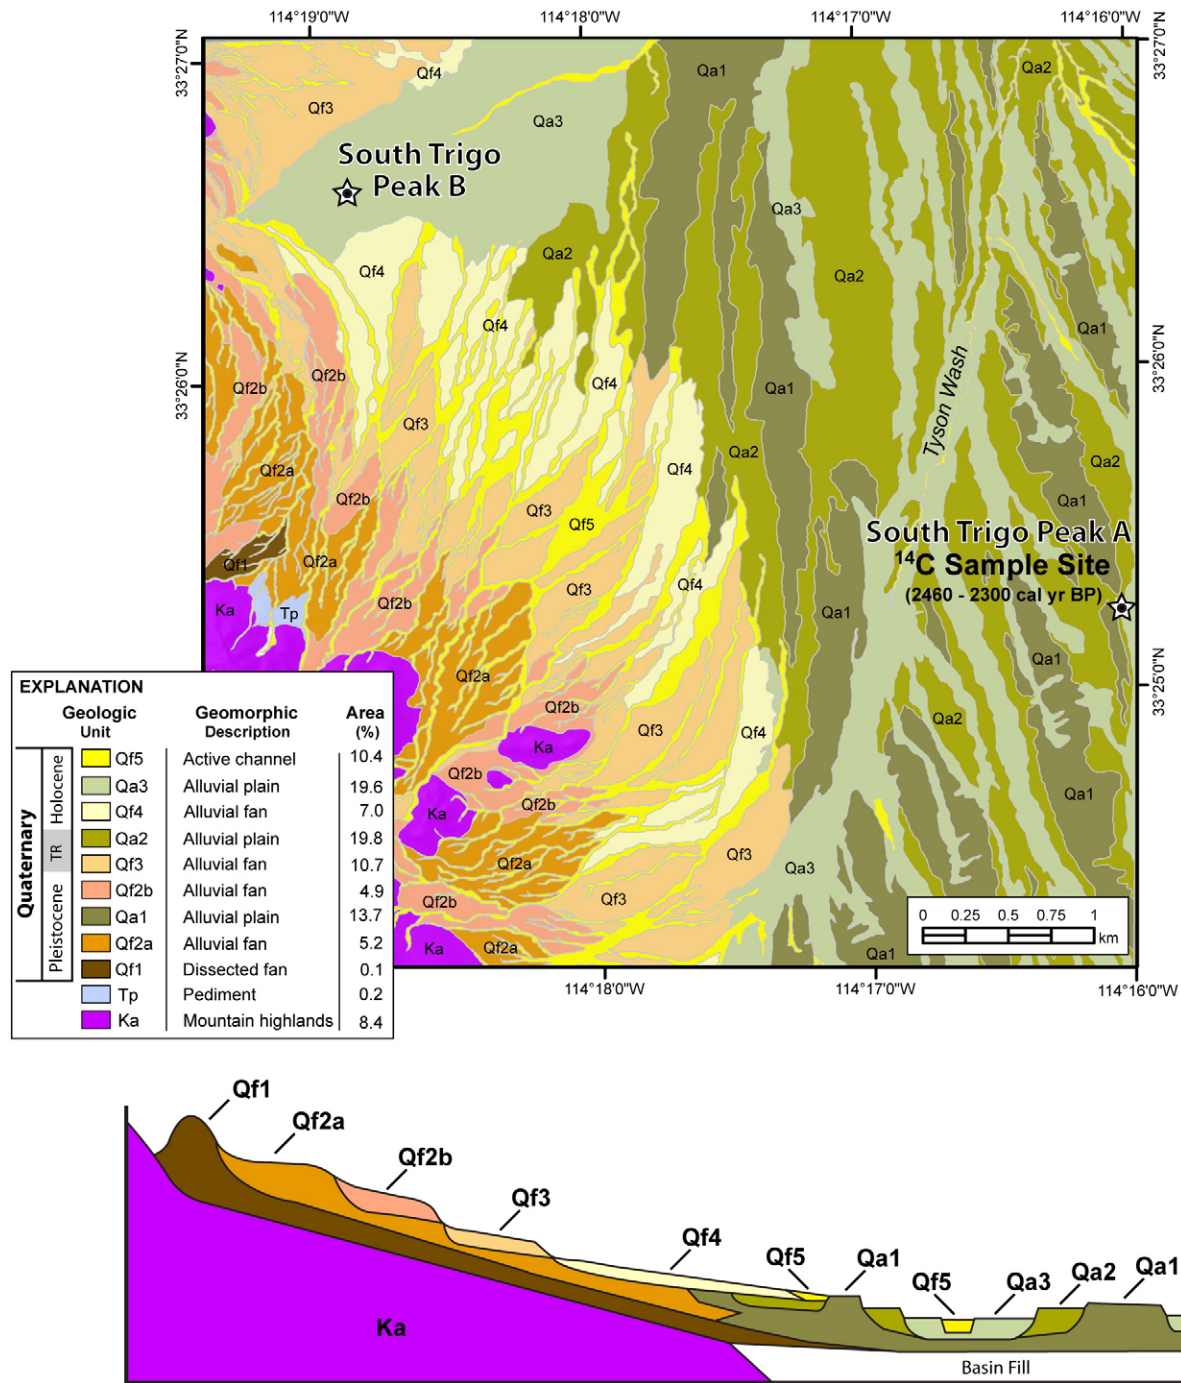 114°19'0"W 114°18'0"W 114°17'0"W 114°16'0"W
33°27'0"N
33°26'0"N
33°27'0"N
33°26'0"N
33°25'0"N
Qf4
Qf3
Qa3
Qa1
Qa2
South Trigo
Peak B
Qa3
Qa2
Qf4
Qa2
Qf4
Qa1
Qf2b
Qf2b
Qf4
Qa1
Tyson Wash
Qf3
Qa2
Qf4
Qa2
Qf2a
Qf2b
Qf3
Qf5
Qa1
South Trigo Peak A
14C Sample Site
(2460 - 2300 cal yr BP)
Qf1
Qf2a
Qf3
Qf4
Ka
Tp
Qf2b
Qa1
Qa1
Qf2a
Qf2b
Qf3
Qf4
Qa2
Ka
Qf2b
Qf2b
Ka
Qa1
Qf2a
Qf3
Qa3
Qf2b
Qf3
Ka
Qf2a
Qa1
0 0.25 0.5 0.75 1
km
114°18'0"W 114°17'0"W 114°16'0"W
EXPLANATION
Geologic Unit Geomorphic Description Area (%)
Quaternary
Holocene
TR
Pleistocene
Qf5 Active channel 10.4
Qa3 Alluvial plain 19.6
Qf4 Alluvial fan 7.0
Qa2 Alluvial plain 19.8
Qf3 Alluvial fan 10.7
Qf2b Alluvial fan 4.9
Qa1 Alluvial plain 13.7
Qf2a Alluvial fan 5.2
Qf1 Dissected fan 0.1
Tp Pediment 0.2
Ka Mountain highlands 8.4
Qf1
Qf2a
Qf2b
Qf3
Qf4
Qf5
Qa1
Qf5
Qa3
Qa2
Qa1
Ka
Basin Fill